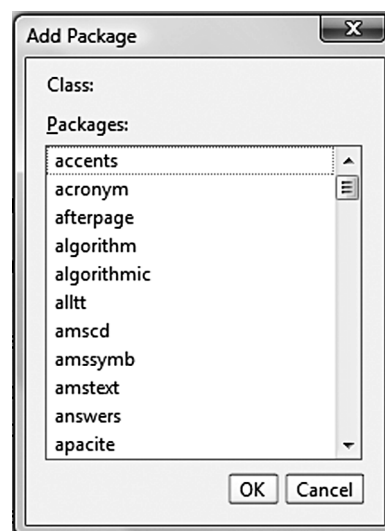 Add Package
Class:
Packages:
accents
acronym
afterpage
algorithm
algorithmic
alltt
amscd
amssymb
amstext
answers
apacite
OK Cancel